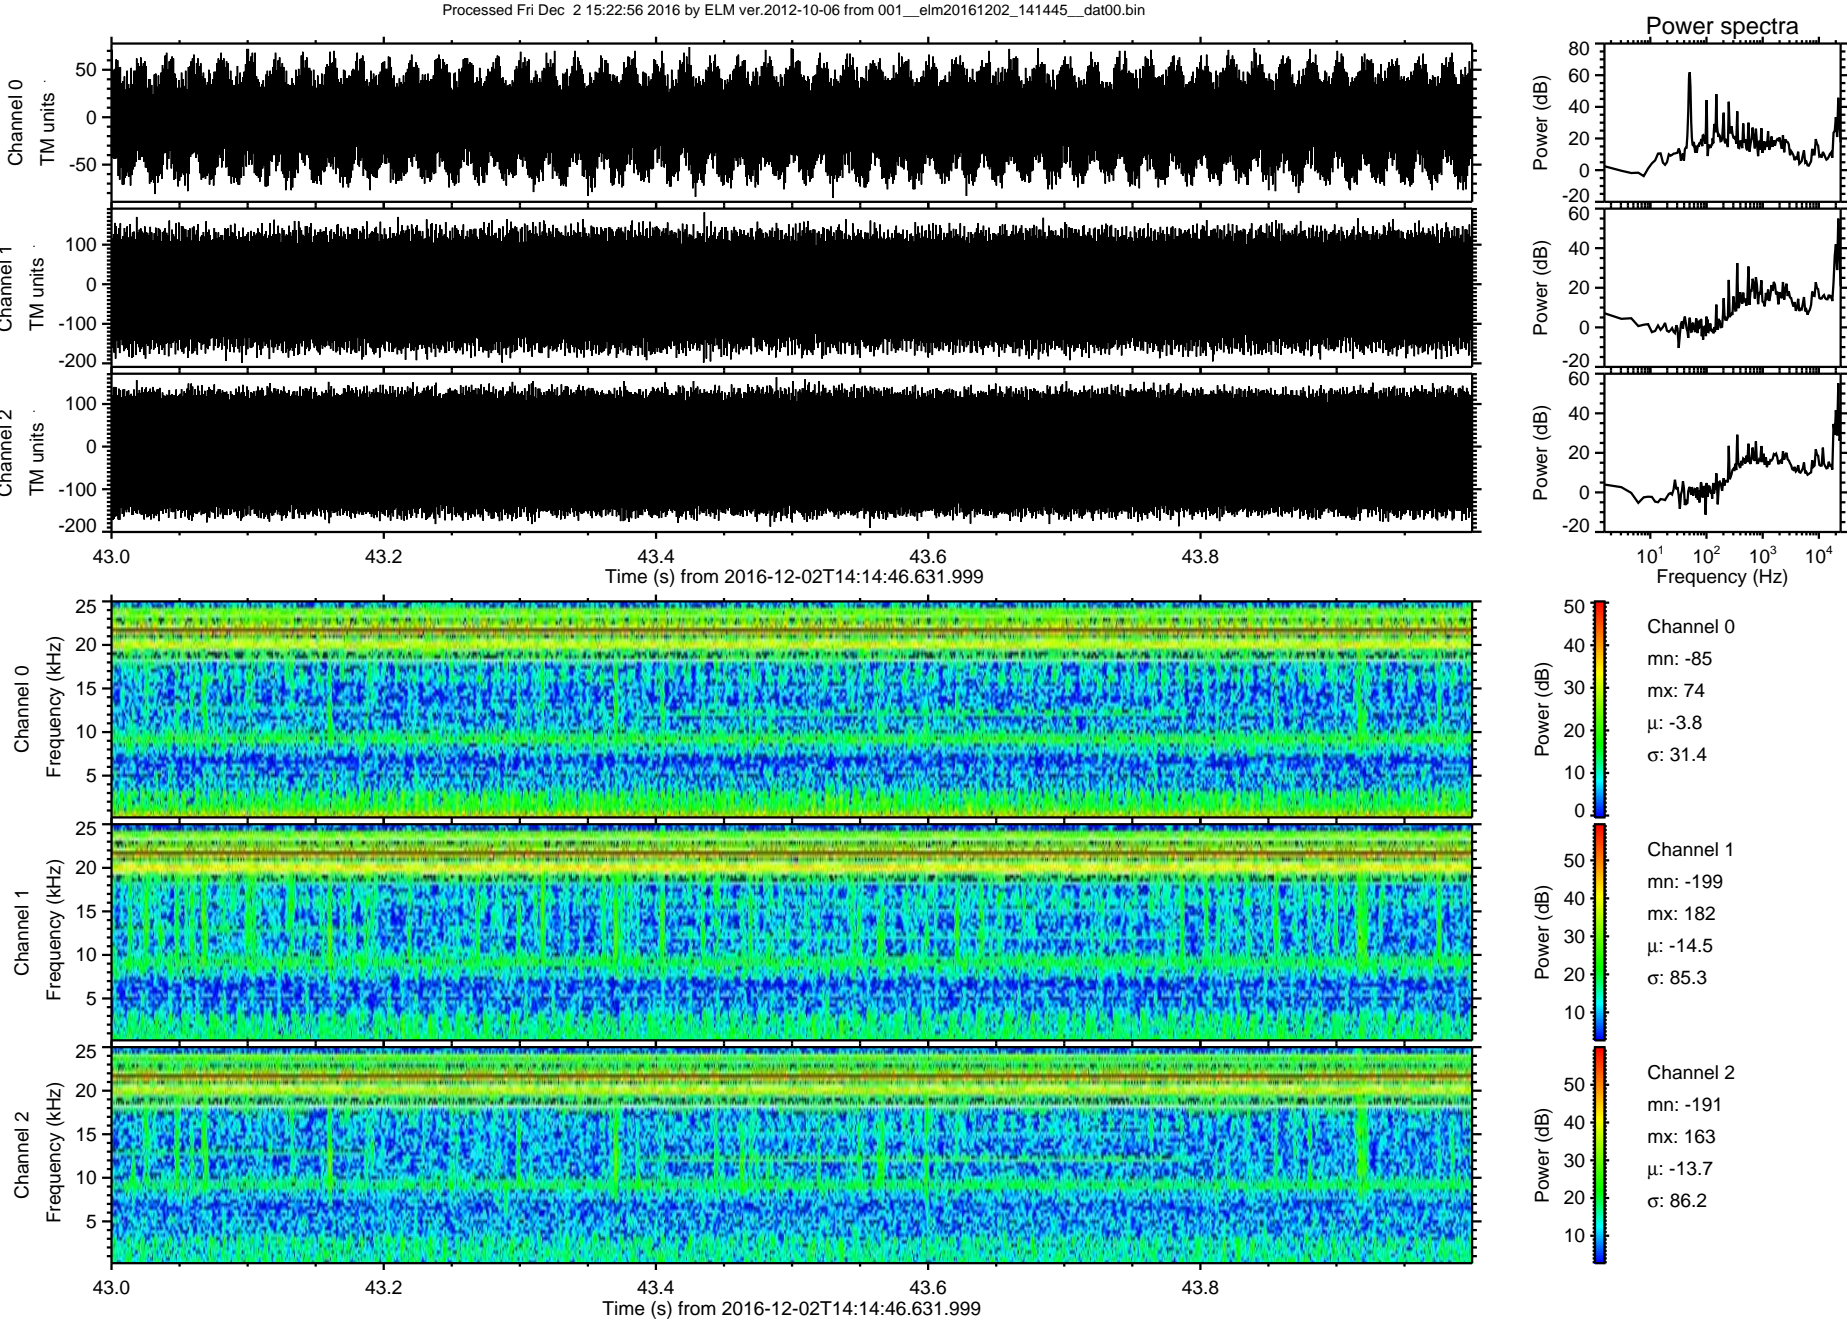 Processed Fri Dec  2 15:22:56 2016 by ELM ver.2012-10-06 from 001__elm20161202_141445__dat00.bin
Power spectra
Channel 0
TM units
50
0
-50
Power (dB)
80
60
40
20
0
-20
Channel 1
TM units
100
0
-100
-200
Power (dB)
60
40
20
0
-20
Channel 2
TM units
100
0
-100
-200
Power (dB)
60
40
20
0
-20
43.0 43.2 43.4 43.6 43.8
Time (s) from 2016-12-02T14:14:46.631.999
10¹ 10² 10³ 10⁴
Frequency (Hz)
Channel 0
Frequency (kHz)
25
20
15
10
5
Power (dB)
50
40
30
20
10
0
Channel 0
mn: -85
mx: 74
μ: -3.8
σ: 31.4
Channel 1
Frequency (kHz)
25
20
15
10
5
Power (dB)
50
40
30
20
10
Channel 1
mn: -199
mx: 182
μ: -14.5
σ: 85.3
Channel 2
Frequency (kHz)
25
20
15
10
5
Power (dB)
50
40
30
20
10
Channel 2
mn: -191
mx: 163
μ: -13.7
σ: 86.2
43.0 43.2 43.4 43.6 43.8
Time (s) from 2016-12-02T14:14:46.631.999